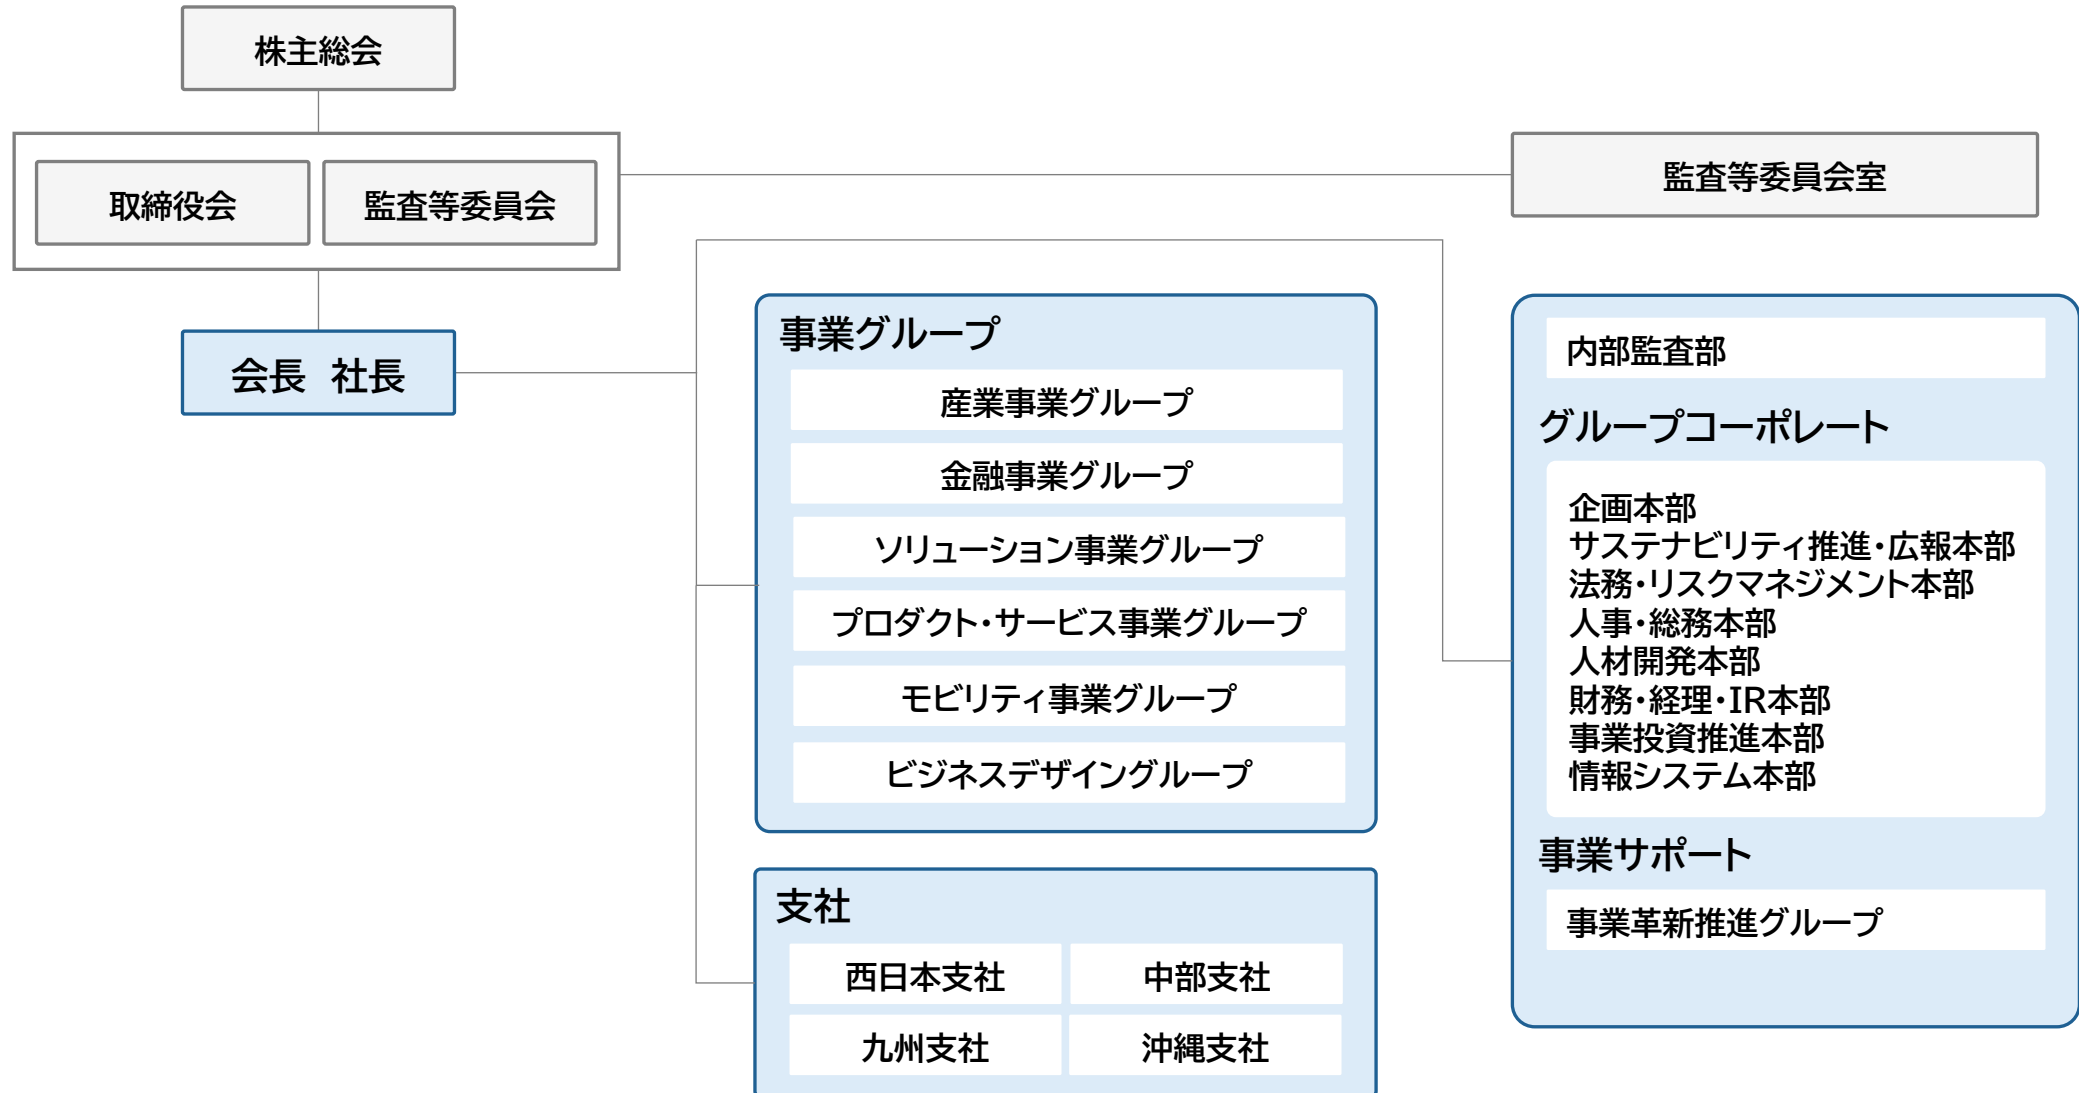 株主総会
取締役会
監査等委員会
監査等委員会室
会長 社長
事業グループ
産業事業グループ
金融事業グループ
ソリューション事業グループ
プロダクト・サービス事業グループ
モビリティ事業グループ
ビジネスデザイングループ
支社
西日本支社
中部支社
九州支社
沖縄支社
内部監査部
グループコーポレート
企画本部
サステナビリティ推進・広報本部
法務・リスクマネジメント本部
人事・総務本部
人材開発本部
財務・経理・IR本部
事業投資推進本部
情報システム本部
事業サポート
事業革新推進グループ